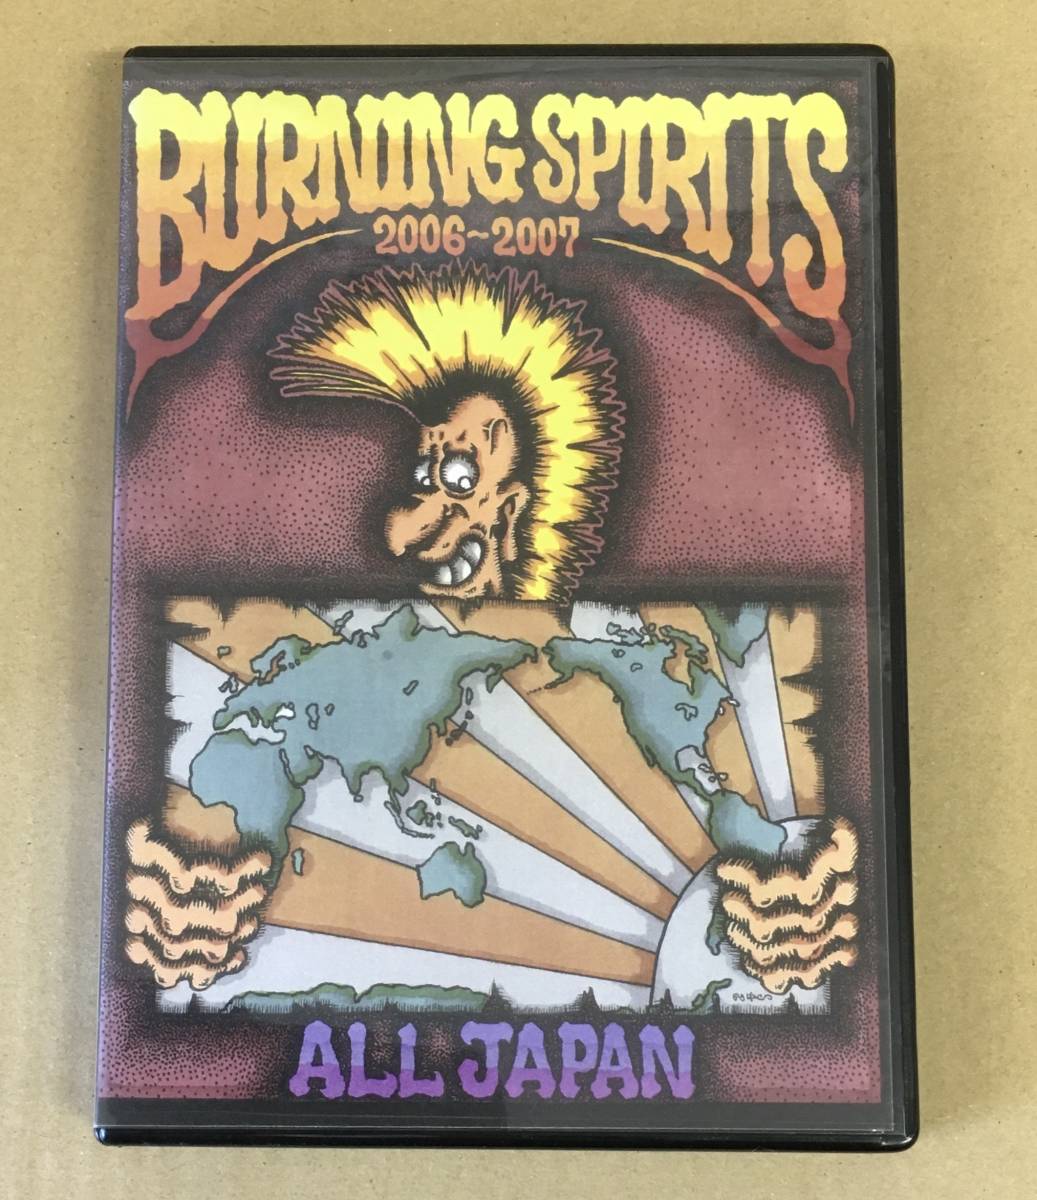 BURNING SPIRITS
2006~2007
ALL JAPAN